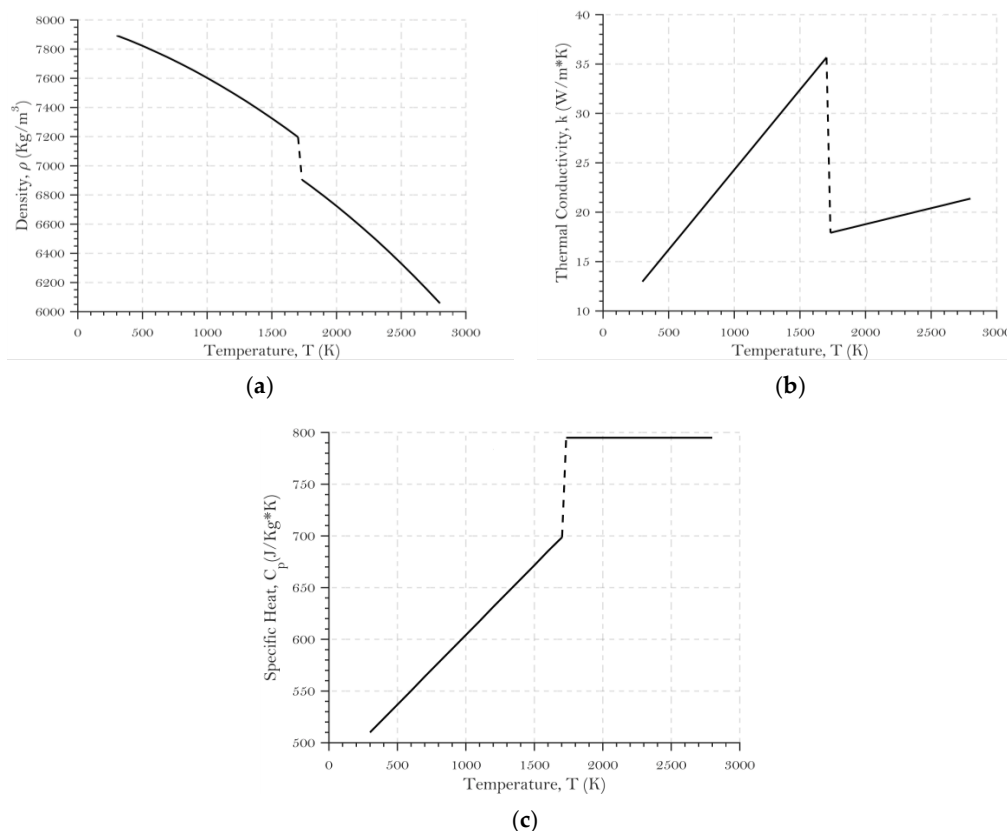 8000
7800
7600
7400
7200
7000
6800
6600
6400
6200
6000
Density, ρ (Kg/m³)
0 500 1000 1500 2000 2500 3000
Temperature, T (K)
(a)
40
35
30
25
20
15
10
Thermal Conductivity, k (W/m*K)
0 500 1000 1500 2000 2500 3000
Temperature, T (K)
(b)
800
750
700
650
600
550
500
Specific Heat, Cₚ(J/Kg*K)
0 500 1000 1500 2000 2500 3000
Temperature, T (K)
(c)